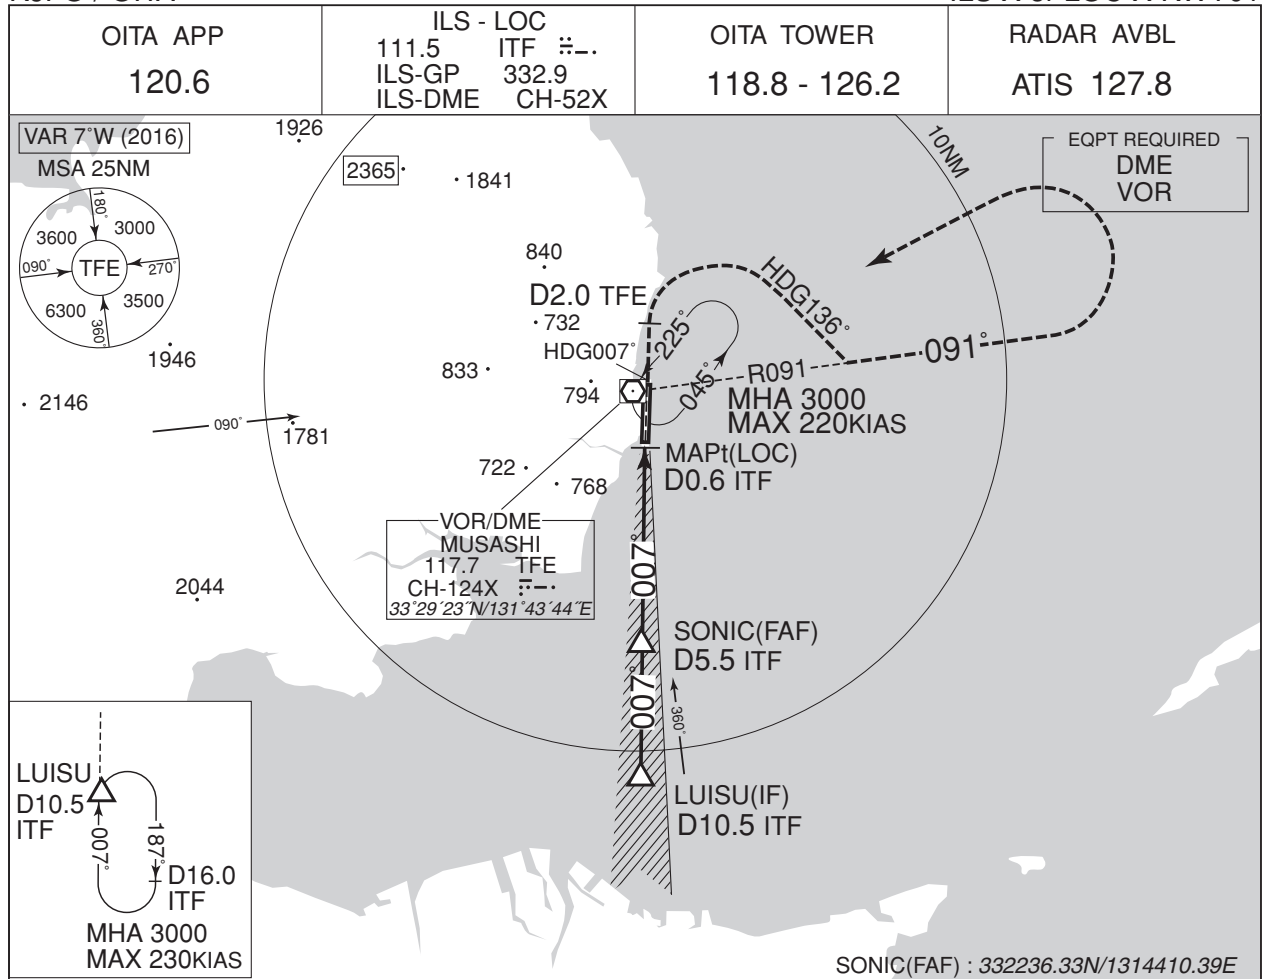 OITA APP
120.6
ILS - LOC
111.5 ITF
ILS-GP 332.9
ILS-DME CH-52X
OITA TOWER
118.8 - 126.2
RADAR AVBL
ATIS 127.8
VAR 7°W (2016)
MSA 25NM
180°
3600
3000
090°
TFE
270°
6300
3500
360°
1926
2365
1841
10NM
EQPT REQUIRED
DME
VOR
840
D2.0 TFE
HDG136°
732
225°
HDG007°
091°
1946
833
R091
2146
794
045°
MHA 3000
MAX 220KIAS
090°
1781
MAPt(LOC)
D0.6 ITF
722
768
VOR/DME
MUSASHI
117.7 TFE
CH-124X
33°29´23˝N/131°43´44˝E
007°
2044
SONIC(FAF)
D5.5 ITF
007°
360°
LUISU(IF)
D10.5 ITF
LUISU
D10.5
ITF
007°
187°
D16.0
ITF
MHA 3000
MAX 230KIAS
SONIC(FAF) : 332236.33N/1314410.39E